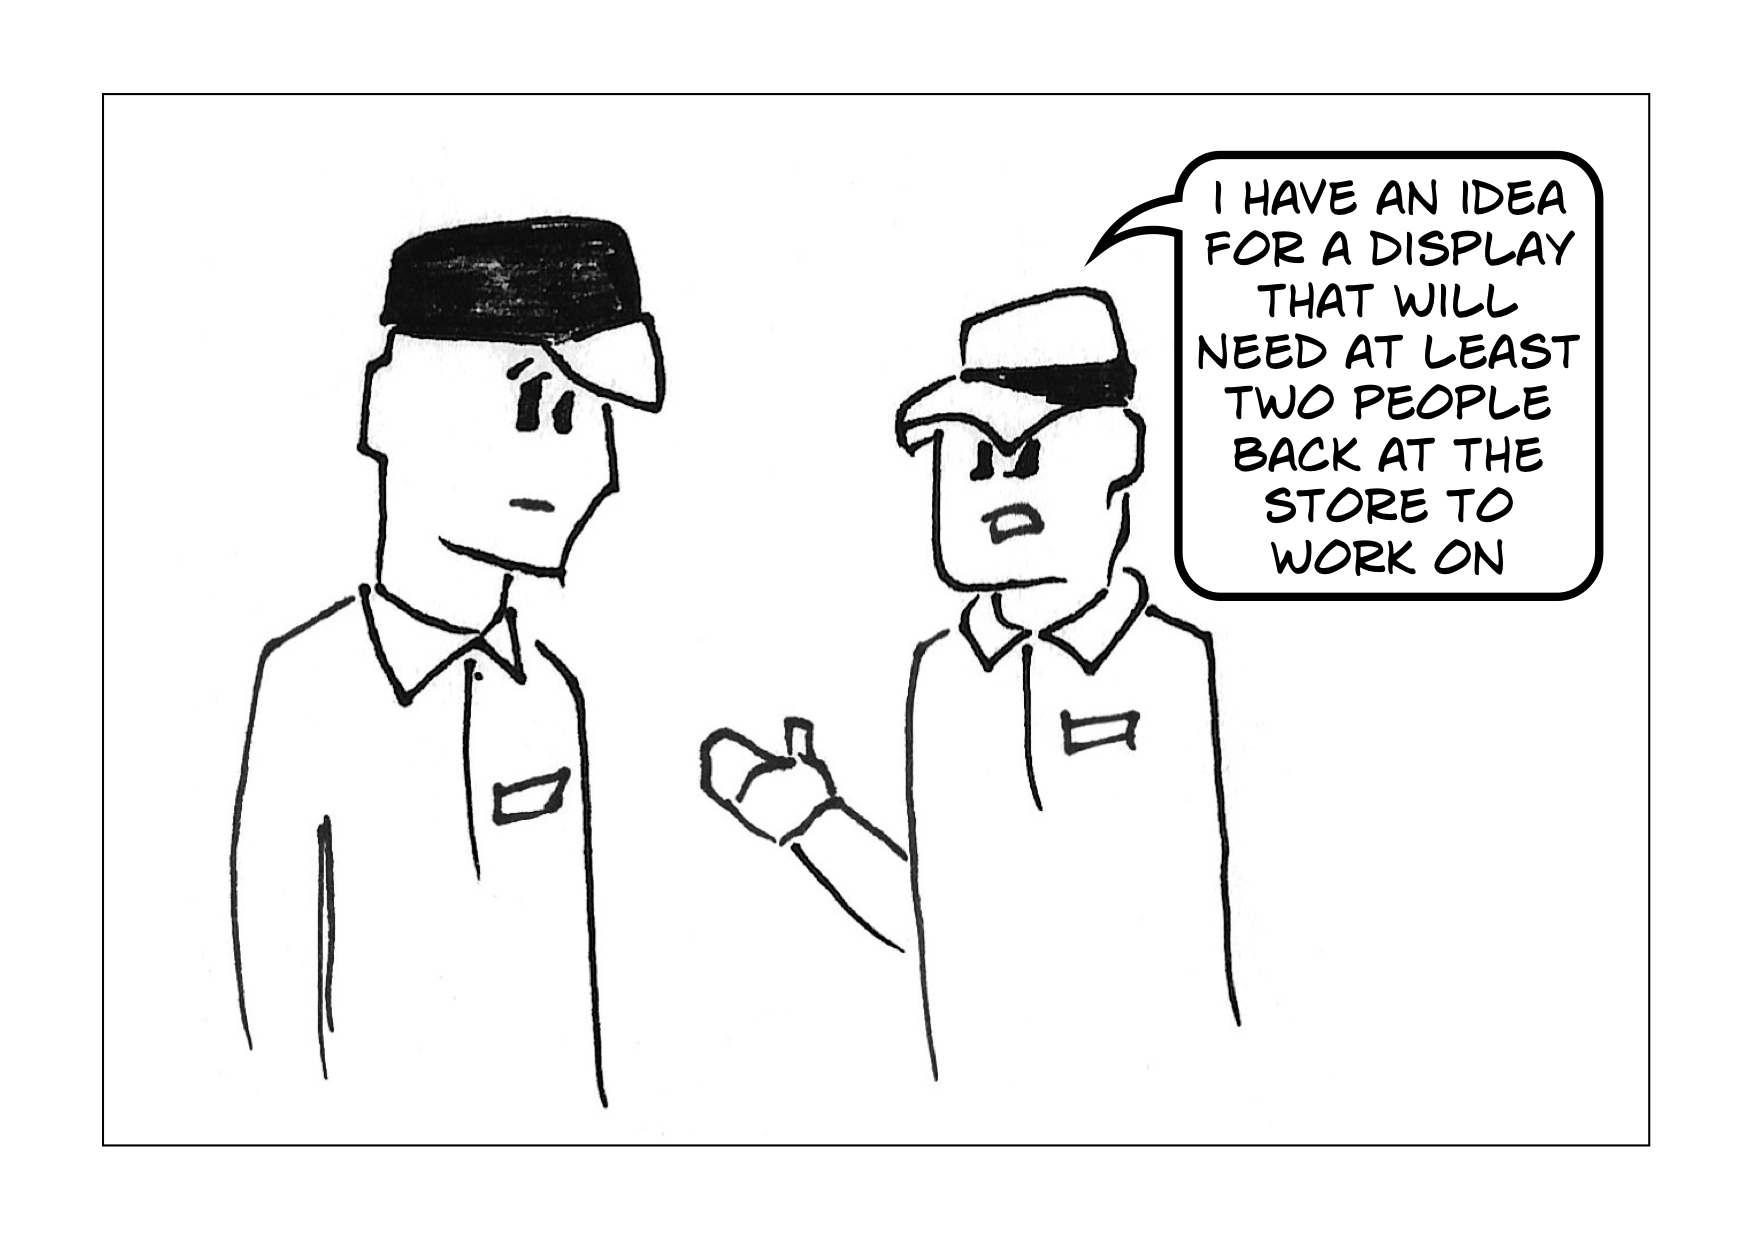 I HAVE AN IDEA
FOR A DISPLAY
THAT WILL
NEED AT LEAST
TWO PEOPLE
BACK AT THE
STORE TO
WORK ON